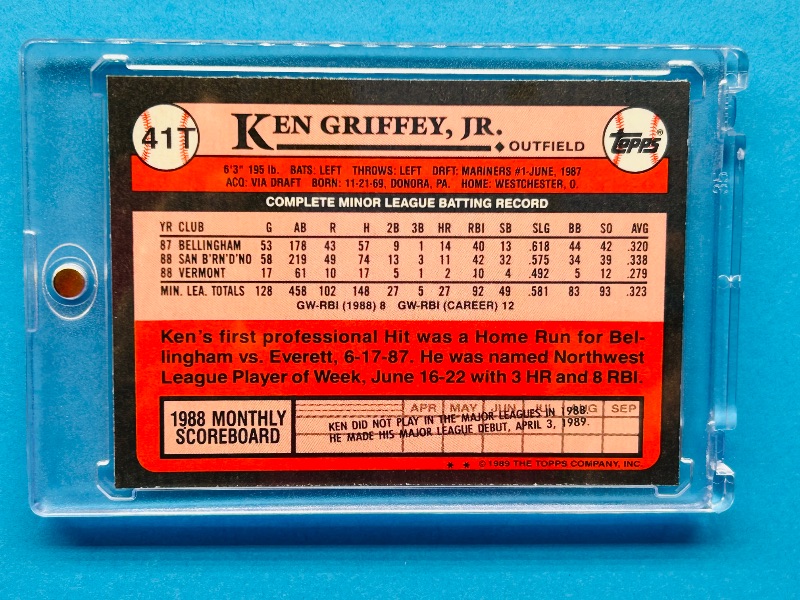 41T KEN GRIFFEY, JR. OUTFIELD TOPPS®
6'3" 195 lb. BATS: LEFT THROWS: LEFT DRFT: MARINERS #1-JUNE, 1987
ACQ: VIA DRAFT BORN: 11-21-69, DONORA, PA. HOME: WESTCHESTER, O.
COMPLETE MINOR LEAGUE BATTING RECORD
YR CLUB G AB R H 2B 3B HR RBI SB SLG BB SO AVG
87 BELLINGHAM 53 178 43 57 9 1 14 40 13 .618 44 42 .320
88 SAN B'RN'D'NO 58 219 49 74 13 3 11 42 32 .575 34 39 .338
88 VERMONT 17 61 10 17 5 1 2 10 4 .492 5 12 .279
MIN. LEA. TOTALS 128 458 102 148 27 5 27 92 49 .581 83 93 .323
GW-RBI (1988) 8 GW-RBI (CAREER) 12
Ken's first professional Hit was a Home Run for Bel-
lingham vs. Everett, 6-17-87. He was named Northwest
League Player of Week, June 16-22 with 3 HR and 8 RBI.
1988 MONTHLY
SCOREBOARD
APR MAY JUN JUL AUG SEP
KEN DID NOT PLAY IN THE MAJOR LEAGUES IN 1988.
HE MADE HIS MAJOR LEAGUE DEBUT, APRIL 3, 1989.
* * © 1989 THE TOPPS COMPANY, INC.